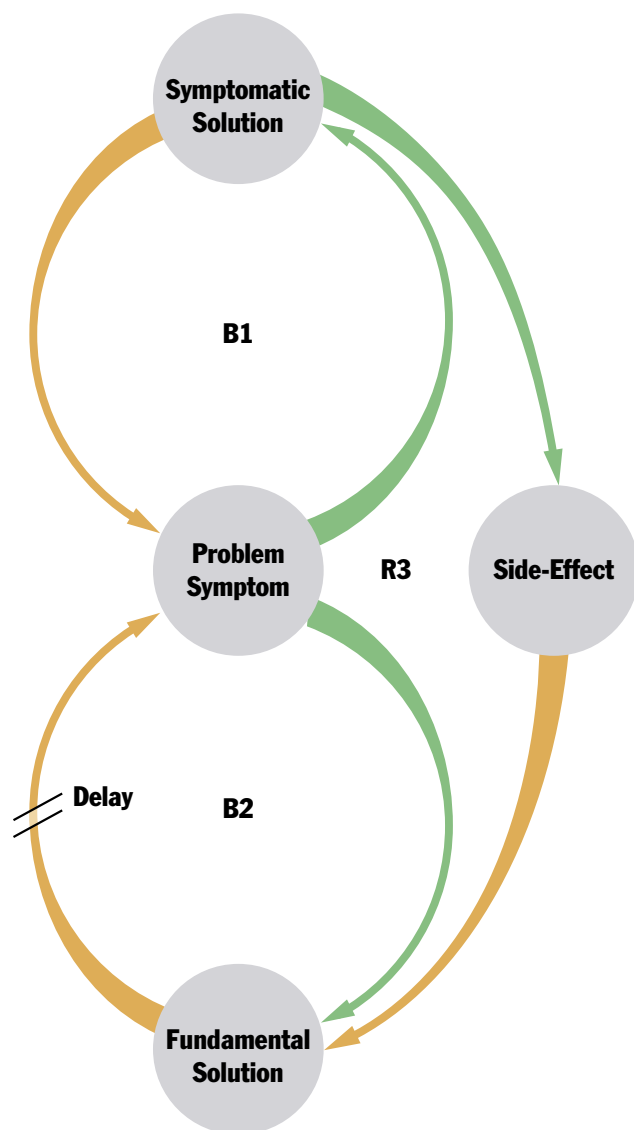 Symptomatic
Solution
B1
Problem
Symptom
R3
Side-Effect
Delay
B2
Fundamental
Solution